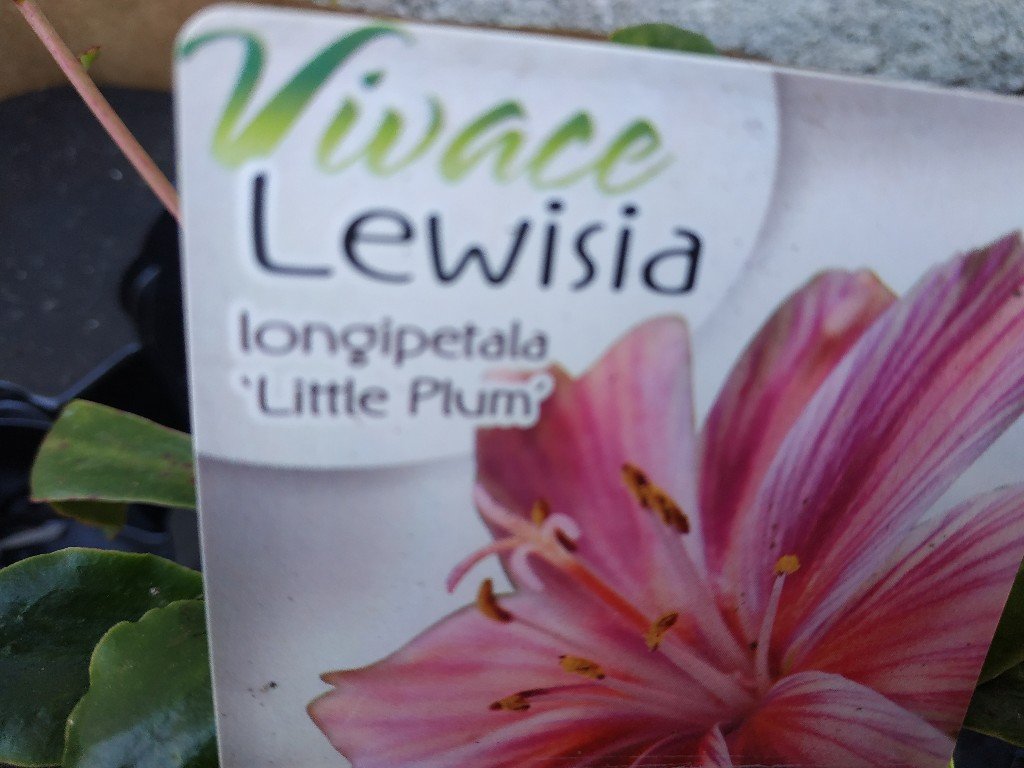 Vivace
Lewisia
longipetala
'Little Plum'